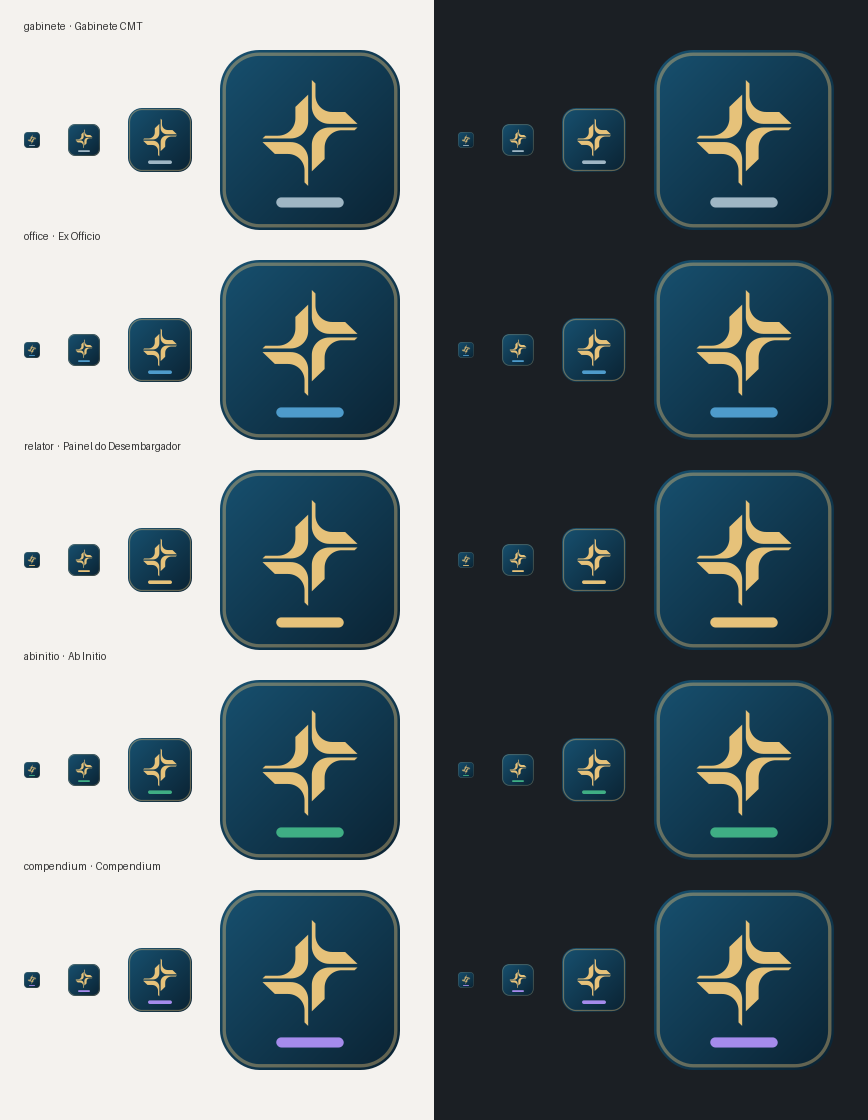 gabinete · Gabinete CMT
office · Ex Officio
relator · Painel do Desembargador
abinitio · Ab Initio
compendium · Compendium